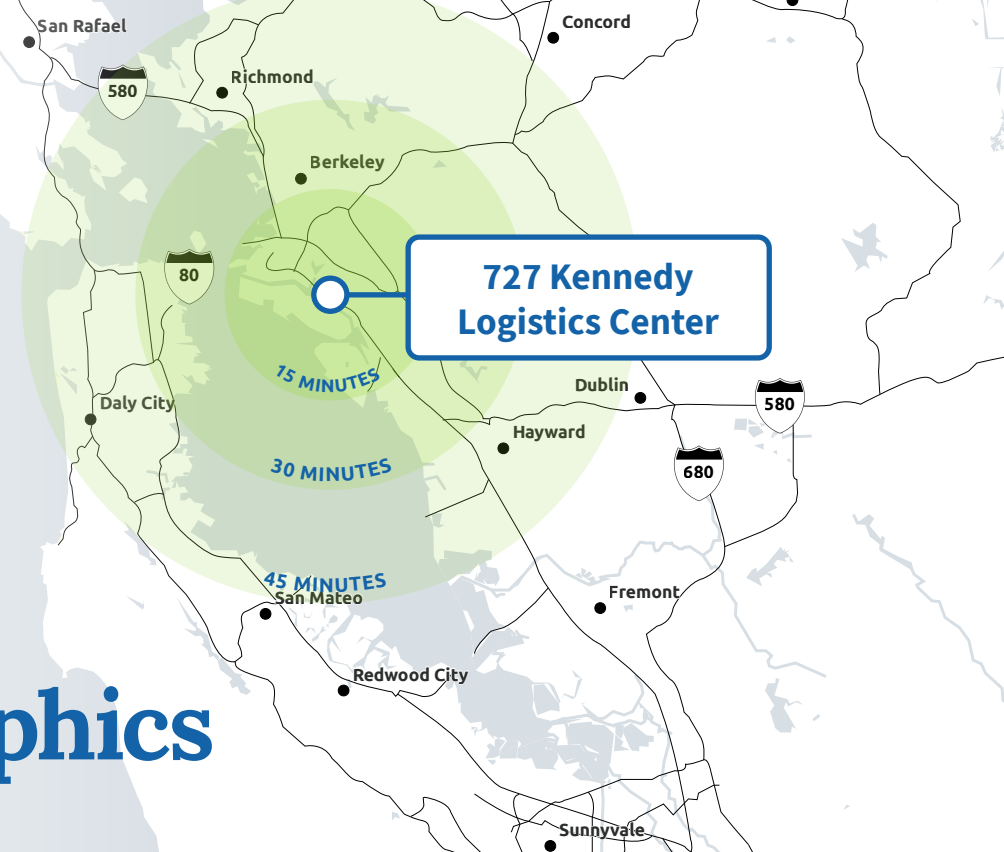 San Rafael
Concord
580
Richmond
Berkeley
80
727 Kennedy
Logistics Center
15 MINUTES
Dublin
580
Daly City
Hayward
30 MINUTES
680
45 MINUTES
San Mateo
Fremont
Redwood City
phics
Sunnyvale